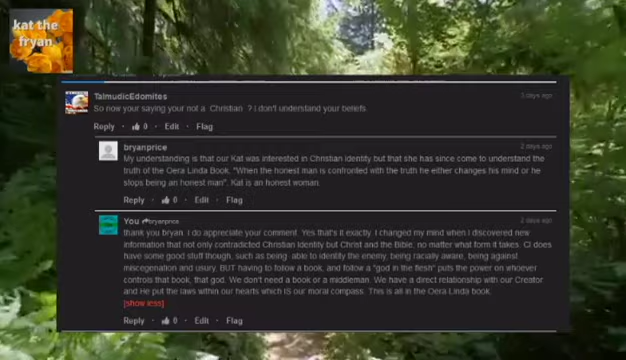 kat the
fryan
TalmudicEdomites
3 days ago
So now your saying your not a Christian ? I don't understand your beliefs.
Reply · 0 · Edit · Flag
bryanprice
2 days ago
My understanding is that our Kat was interested in Christian Identity but that she has since come to understand the
truth of the Oera Linda Book. "When the honest man is confronted with the truth he either changes his mind or he
stops being an honest man". Kat is an honest woman.
Reply · 0 · Edit · Flag
You bryanprice
2 days ago
thank you bryan. I do appreciate your comment. Yes that's it exactly. I changed my mind when I discovered new
information that not only contradicted Christian Identity but Christ and the Bible, no matter what form it takes. CI does
have some good stuff though, such as being able to identify the enemy, being racially aware, being against
miscegenation and usury, BUT having to follow a book, and follow a "god in the flesh" puts the power on whoever
controls that book, that god. We don't need a book or a middleman. We have a direct relationship with our Creator
and He put the laws within our hearts which IS our moral compass. This is all in the Oera Linda book.
[show less]
Reply · 0 · Edit · Flag